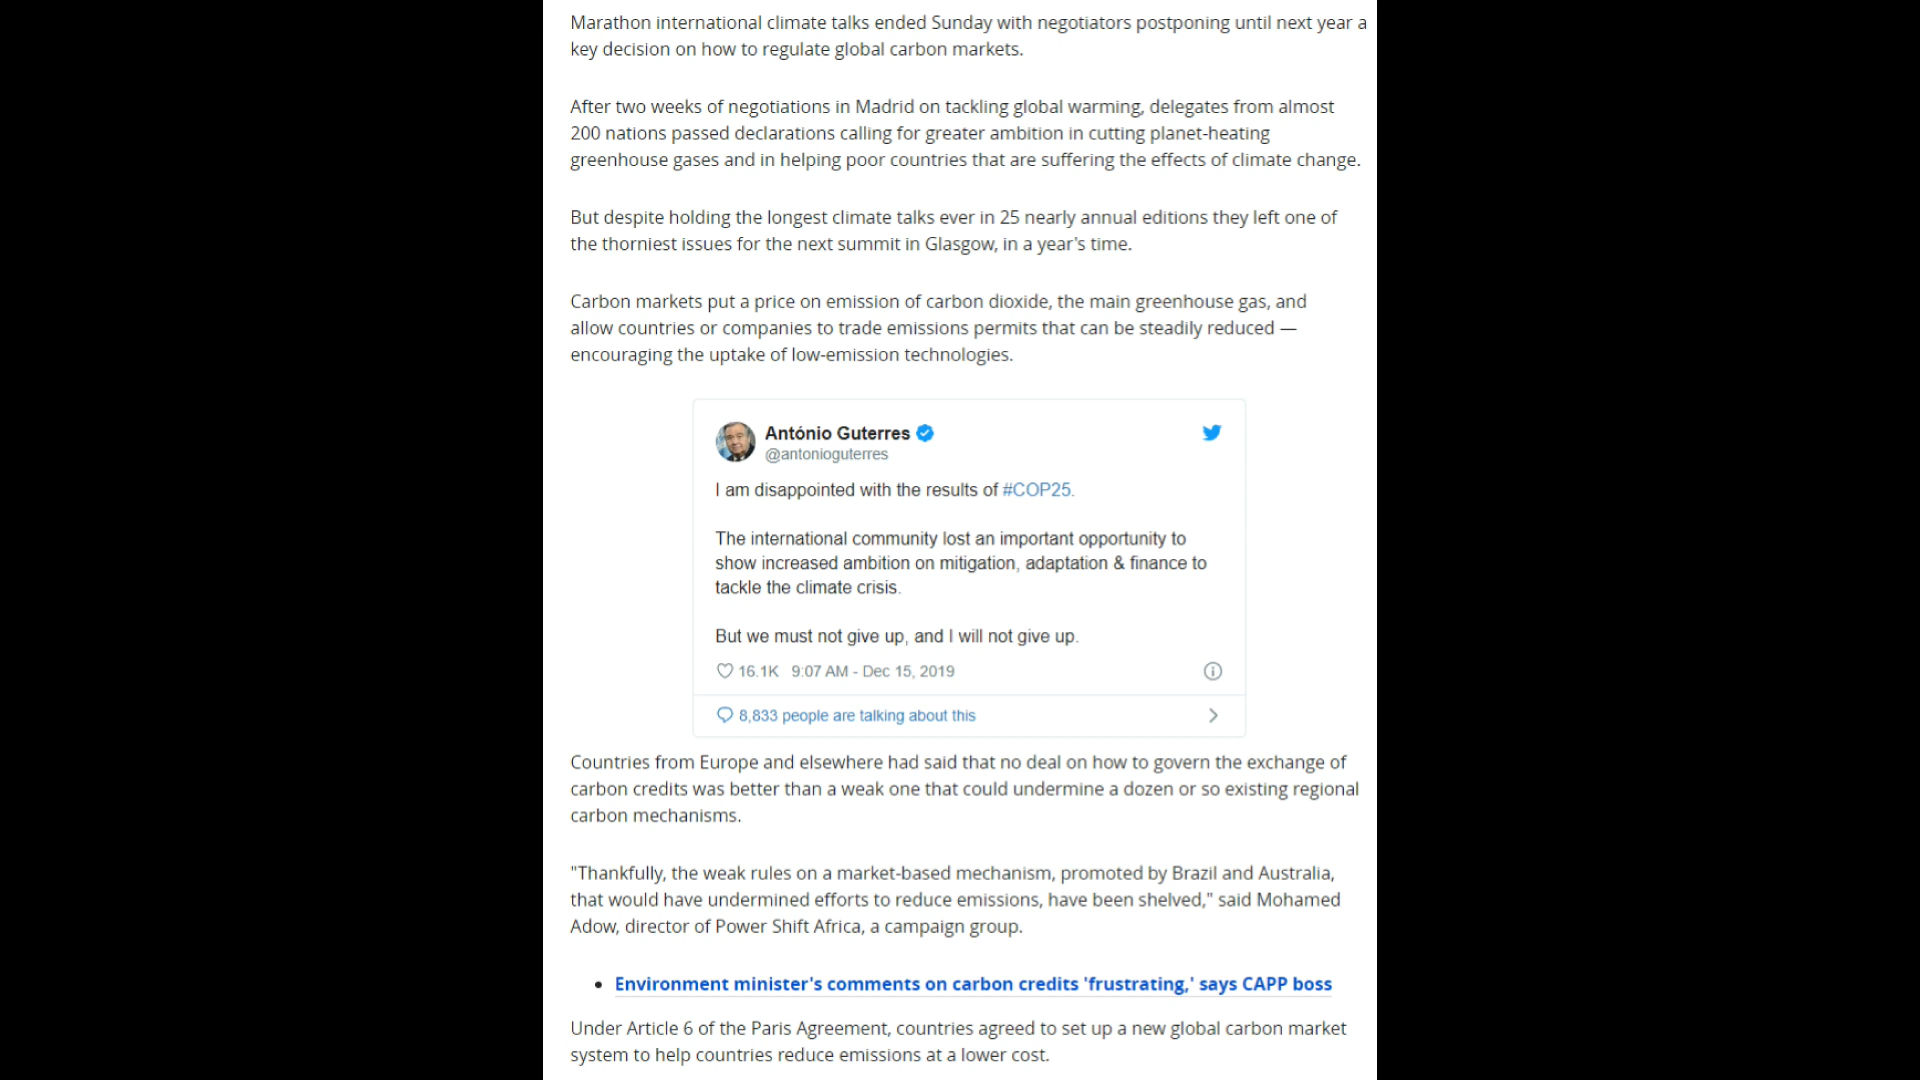 Marathon international climate talks ended Sunday with negotiators postponing until next year a
key decision on how to regulate global carbon markets.
After two weeks of negotiations in Madrid on tackling global warming, delegates from almost
200 nations passed declarations calling for greater ambition in cutting planet-heating
greenhouse gases and in helping poor countries that are suffering the effects of climate change.
But despite holding the longest climate talks ever in 25 nearly annual editions they left one of
the thorniest issues for the next summit in Glasgow, in a year's time.
Carbon markets put a price on emission of carbon dioxide, the main greenhouse gas, and
allow countries or companies to trade emissions permits that can be steadily reduced —
encouraging the uptake of low-emission technologies.
António Guterres
@antonioguterres
I am disappointed with the results of #COP25.
The international community lost an important opportunity to
show increased ambition on mitigation, adaptation & finance to
tackle the climate crisis.
But we must not give up, and I will not give up.
16.1K 9:07 AM - Dec 15, 2019
8,833 people are talking about this
Countries from Europe and elsewhere had said that no deal on how to govern the exchange of
carbon credits was better than a weak one that could undermine a dozen or so existing regional
carbon mechanisms.
"Thankfully, the weak rules on a market-based mechanism, promoted by Brazil and Australia,
that would have undermined efforts to reduce emissions, have been shelved," said Mohamed
Adow, director of Power Shift Africa, a campaign group.
• Environment minister's comments on carbon credits 'frustrating,' says CAPP boss
Under Article 6 of the Paris Agreement, countries agreed to set up a new global carbon market
system to help countries reduce emissions at a lower cost.